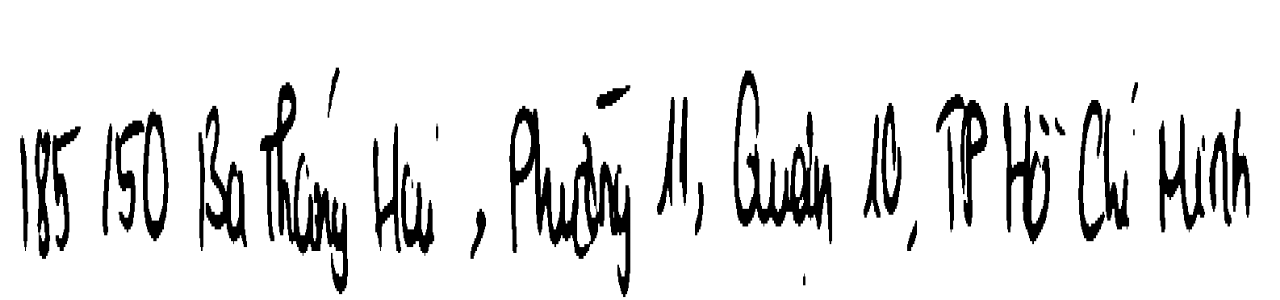 185/50 Ba Tháng Hai, Phường 11, Quận 10, TP Hồ Chí Minh